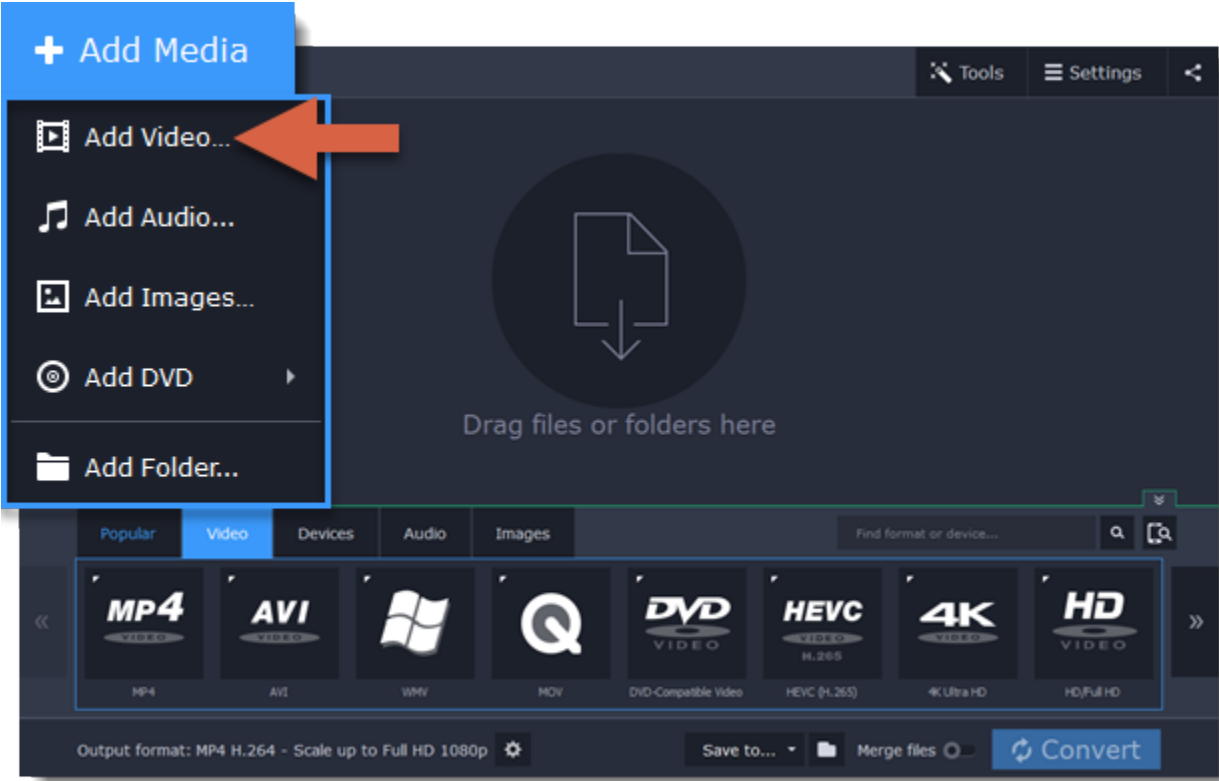 Add Media
Tools
Settings
Add Video...
Add Audio...
Add Images...
Add DVD
Add Folder...
Drag files or folders here
Popular
Video
Devices
Audio
Images
Find format or device...
MP4
VIDEO
AVI
VIDEO
DVD
VIDEO
HEVC
VIDEO
H.265
4K
VIDEO
HD
VIDEO
MP4
AVI
WMV
MOV
DVD-Compatible Video
HEVC (H.265)
4K Ultra HD
HD/Full HD
Output format: MP4 H.264 - Scale up to Full HD 1080p
Save to...
Merge files
Convert